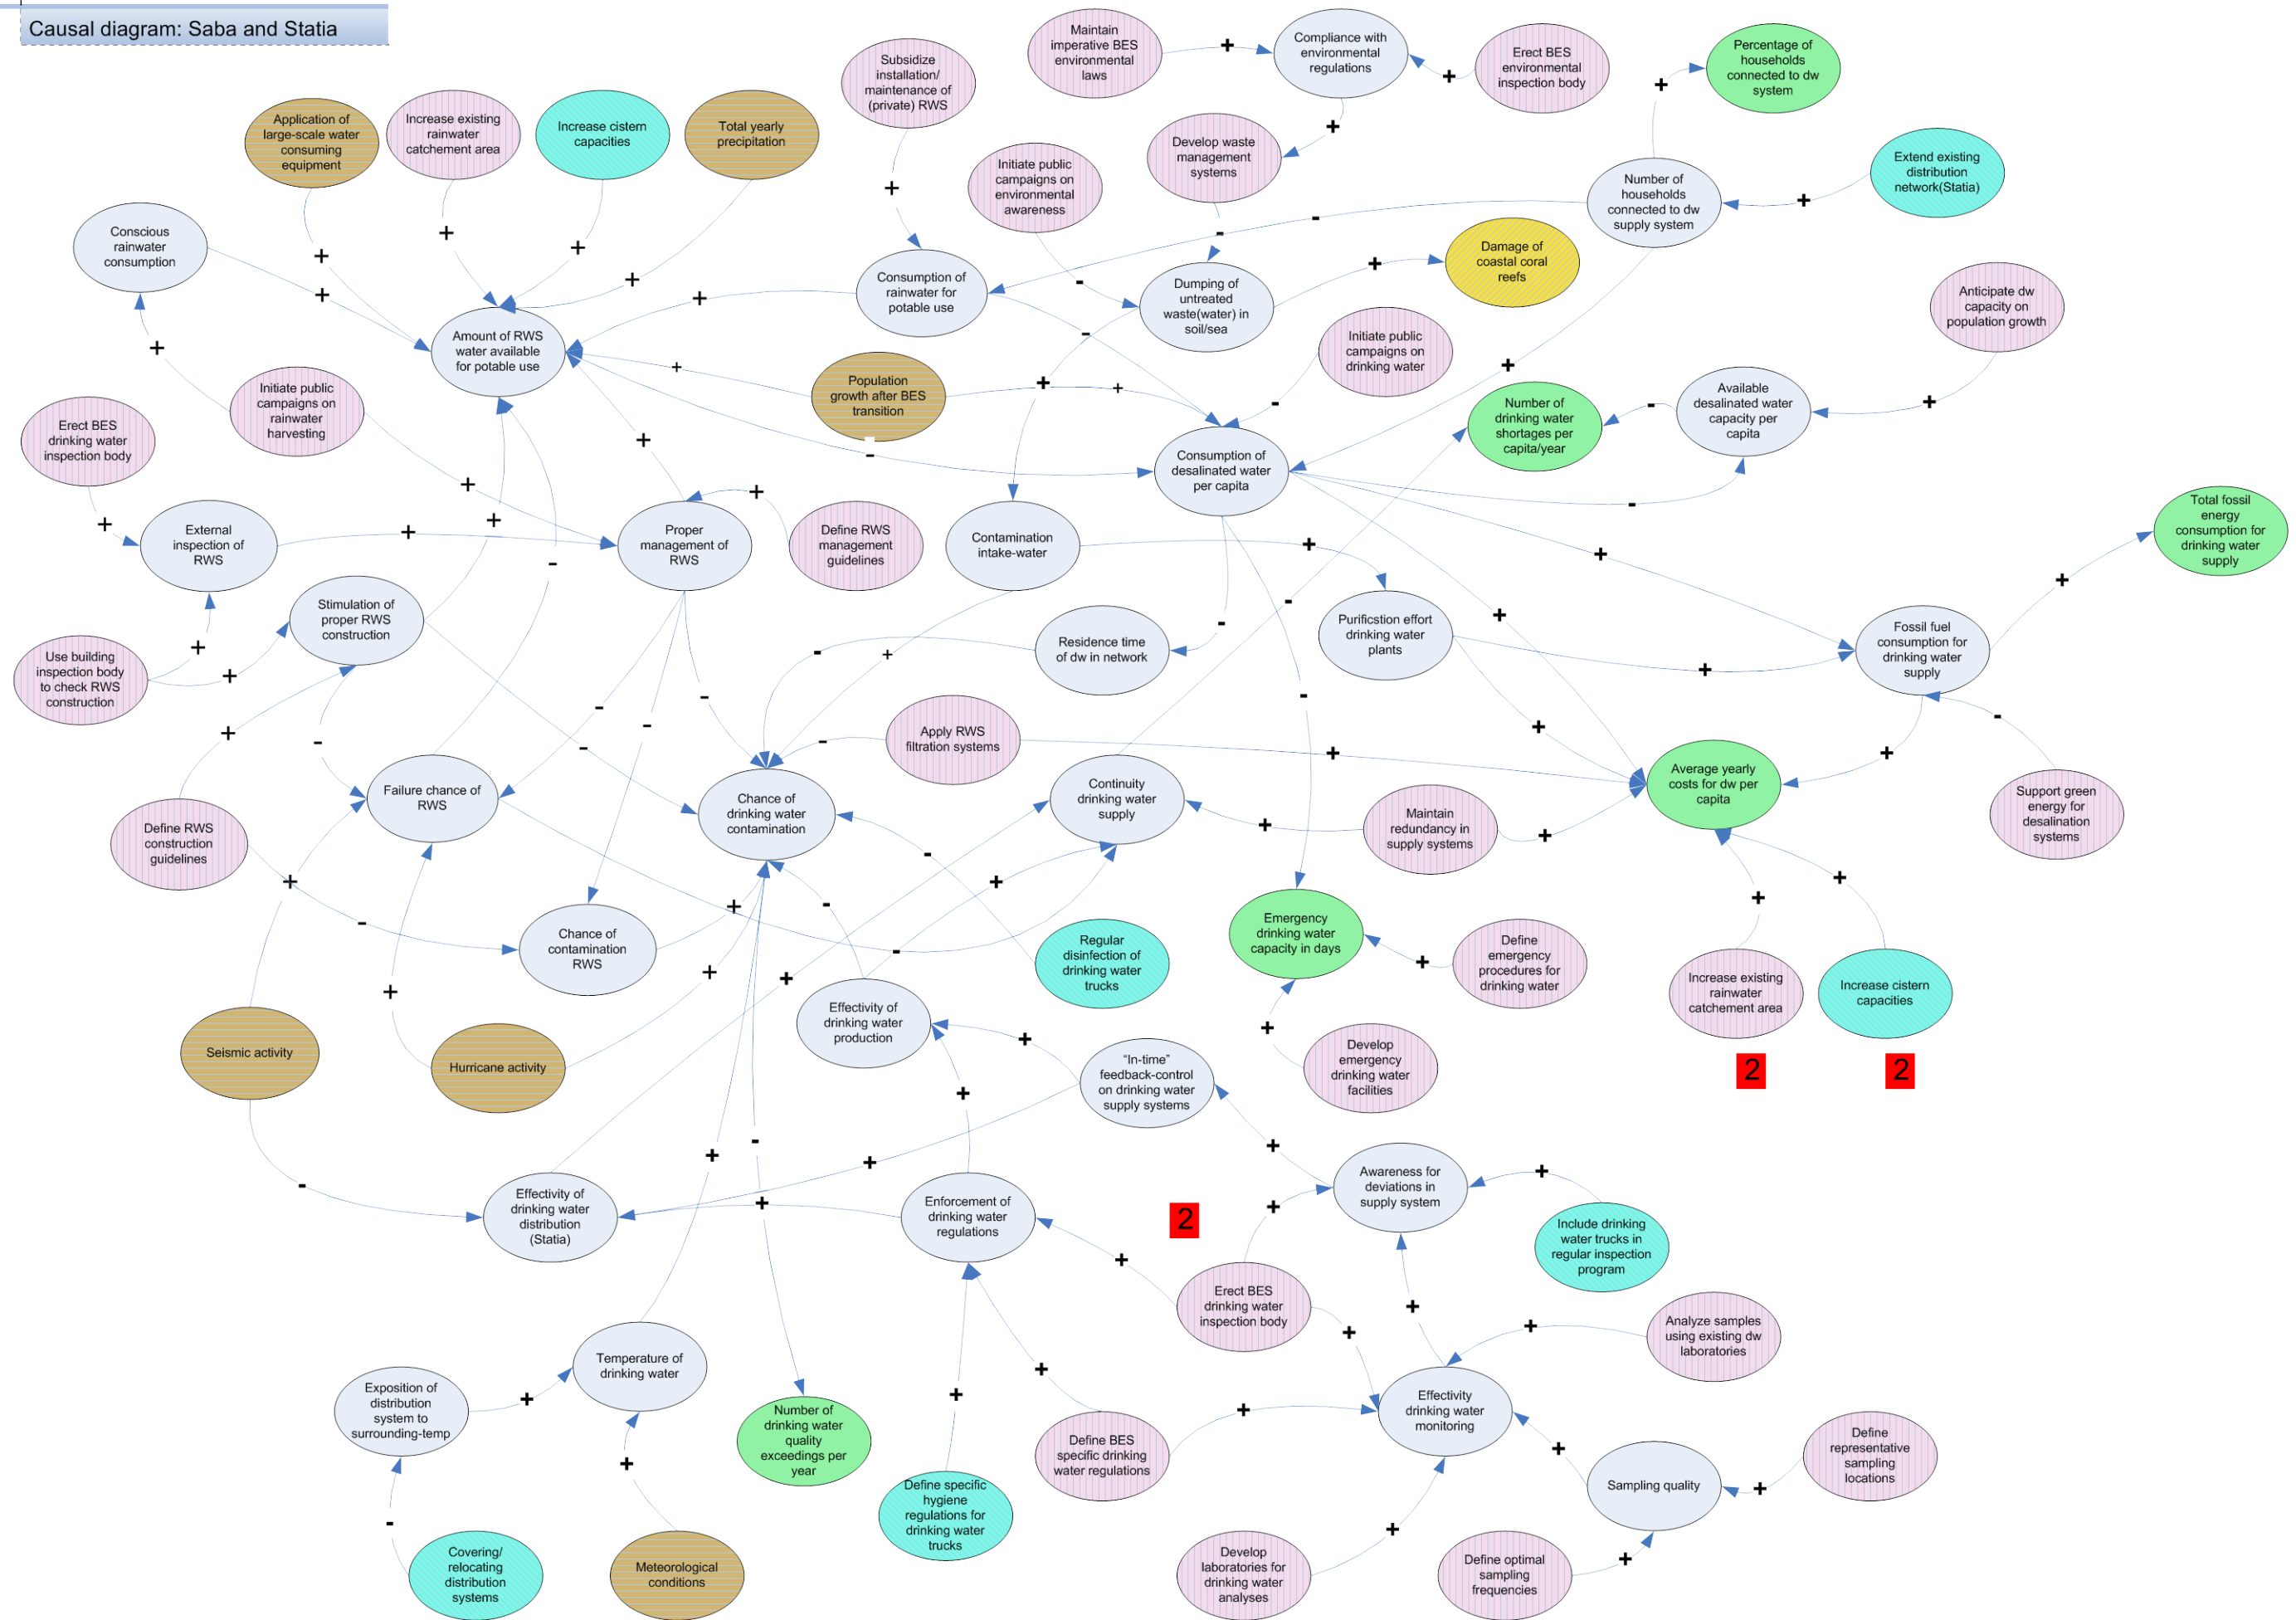 Causal diagram: Saba and Statia
Maintain
imperative BES
environmental
laws
Compliance with
environmental
regulations
Erect BES
environmental
inspection body
Percentage of
households
connected to dw
system
Subsidize
installation/
maintenance of
(private) RWS
Application of
large-scale water
consuming
equipment
Increase existing
rainwater
catchement area
Increase cistern
capacities
Total yearly
precipitation
Develop waste
management
systems
Initiate public
campaigns on
environmental
awareness
Number of
households
connected to dw
supply system
Extend existing
distribution
network(Statia)
Conscious
rainwater
consumption
Consumption of
rainwater for
potable use
Dumping of
untreated
waste(water) in
soil/sea
Damage of
coastal coral
reefs
Anticipate dw
capacity on
population growth
Amount of RWS
water available
for potable use
Initiate public
campaigns on
drinking water
Initiate public
campaigns on
rainwater
harvesting
Population
growth after BES
transition
Number of
drinking water
shortages per
capita/year
Available
desalinated water
capacity per
capita
Erect BES
drinking water
inspection body
Consumption of
desalinated water
per capita
External
inspection of
RWS
Proper
management of
RWS
Define RWS
management
guidelines
Contamination
intake-water
Total fossil
energy
consumption for
drinking water
supply
Stimulation of
proper RWS
construction
Residence time
of dw in network
Purificstion effort
drinking water
plants
Fossil fuel
consumption for
drinking water
supply
Use building
inspection body
to check RWS
construction
Apply RWS
filtration systems
Failure chance of
RWS
Chance of
drinking water
contamination
Continuity
drinking water
supply
Maintain
redundancy in
supply systems
Average yearly
costs for dw per
capita
Support green
energy for
desalination
systems
Define RWS
construction
guidelines
Chance of
contamination
RWS
Regular
disinfection of
drinking water
trucks
Emergency
drinking water
capacity in days
Define
emergency
procedures for
drinking water
Increase existing
rainwater
catchement area
Increase cistern
capacities
2
2
Seismic activity
Hurricane activity
Effectivity of
drinking water
production
“In-time”
feedback-control
on drinking water
supply systems
Develop
emergency
drinking water
facilities
Effectivity of
drinking water
distribution
(Statia)
Enforcement of
drinking water
regulations
2
Awareness for
deviations in
supply system
Include drinking
water trucks in
regular inspection
program
Erect BES
drinking water
inspection body
Analyze samples
using existing dw
laboratories
Temperature of
drinking water
Exposition of
distribution
system to
surrounding-temp
Number of
drinking water
quality
exceedings per
year
Define BES
specific drinking
water regulations
Effectivity
drinking water
monitoring
Define
representative
sampling
locations
Sampling quality
Define specific
hygiene
regulations for
drinking water
trucks
Covering/
relocating
distribution
systems
Meteorological
conditions
Develop
laboratories for
drinking water
analyses
Define optimal
sampling
frequencies